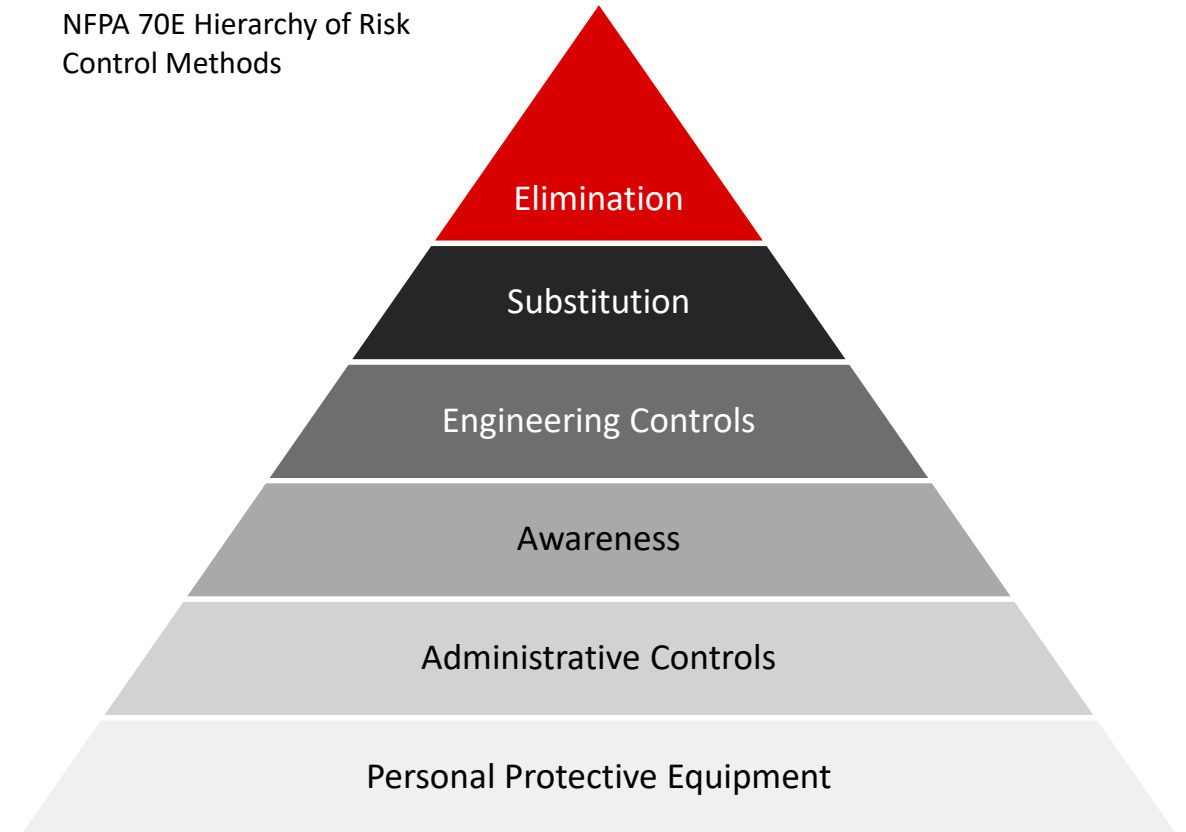 NFPA 70E Hierarchy of Risk
Control Methods
Elimination
Substitution
Engineering Controls
Awareness
Administrative Controls
Personal Protective Equipment